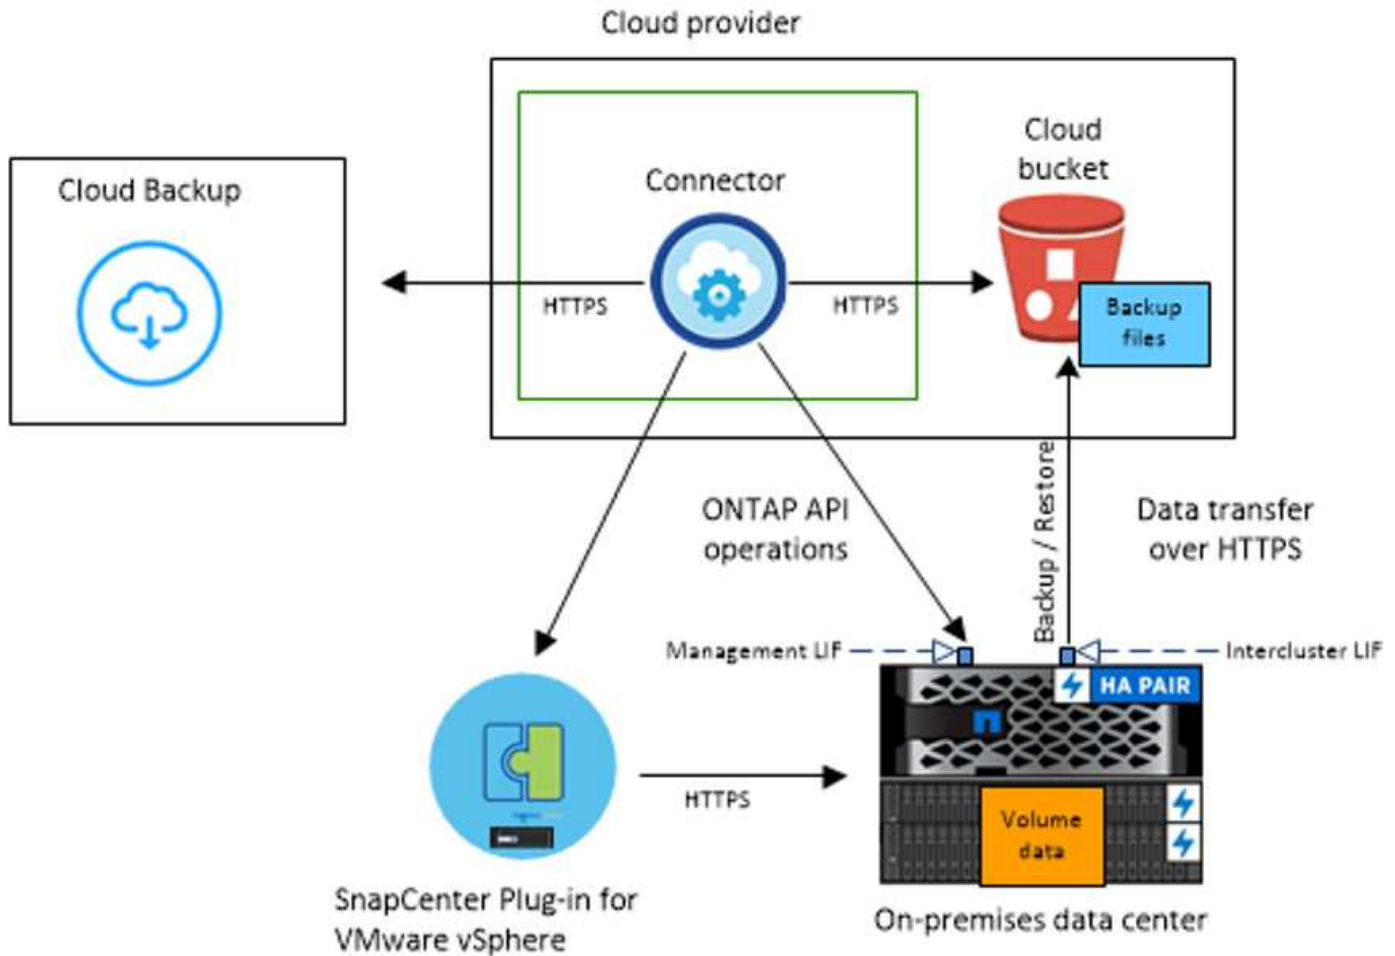 Cloud provider
Cloud Backup
Connector
Cloud
bucket
HTTPS
HTTPS
Backup
files
ONTAP API
operations
Backup / Restore
Data transfer
over HTTPS
Management LIF
Intercluster LIF
HA PAIR
HTTPS
Volume
data
SnapCenter Plug-in for
VMware vSphere
On-premises data center